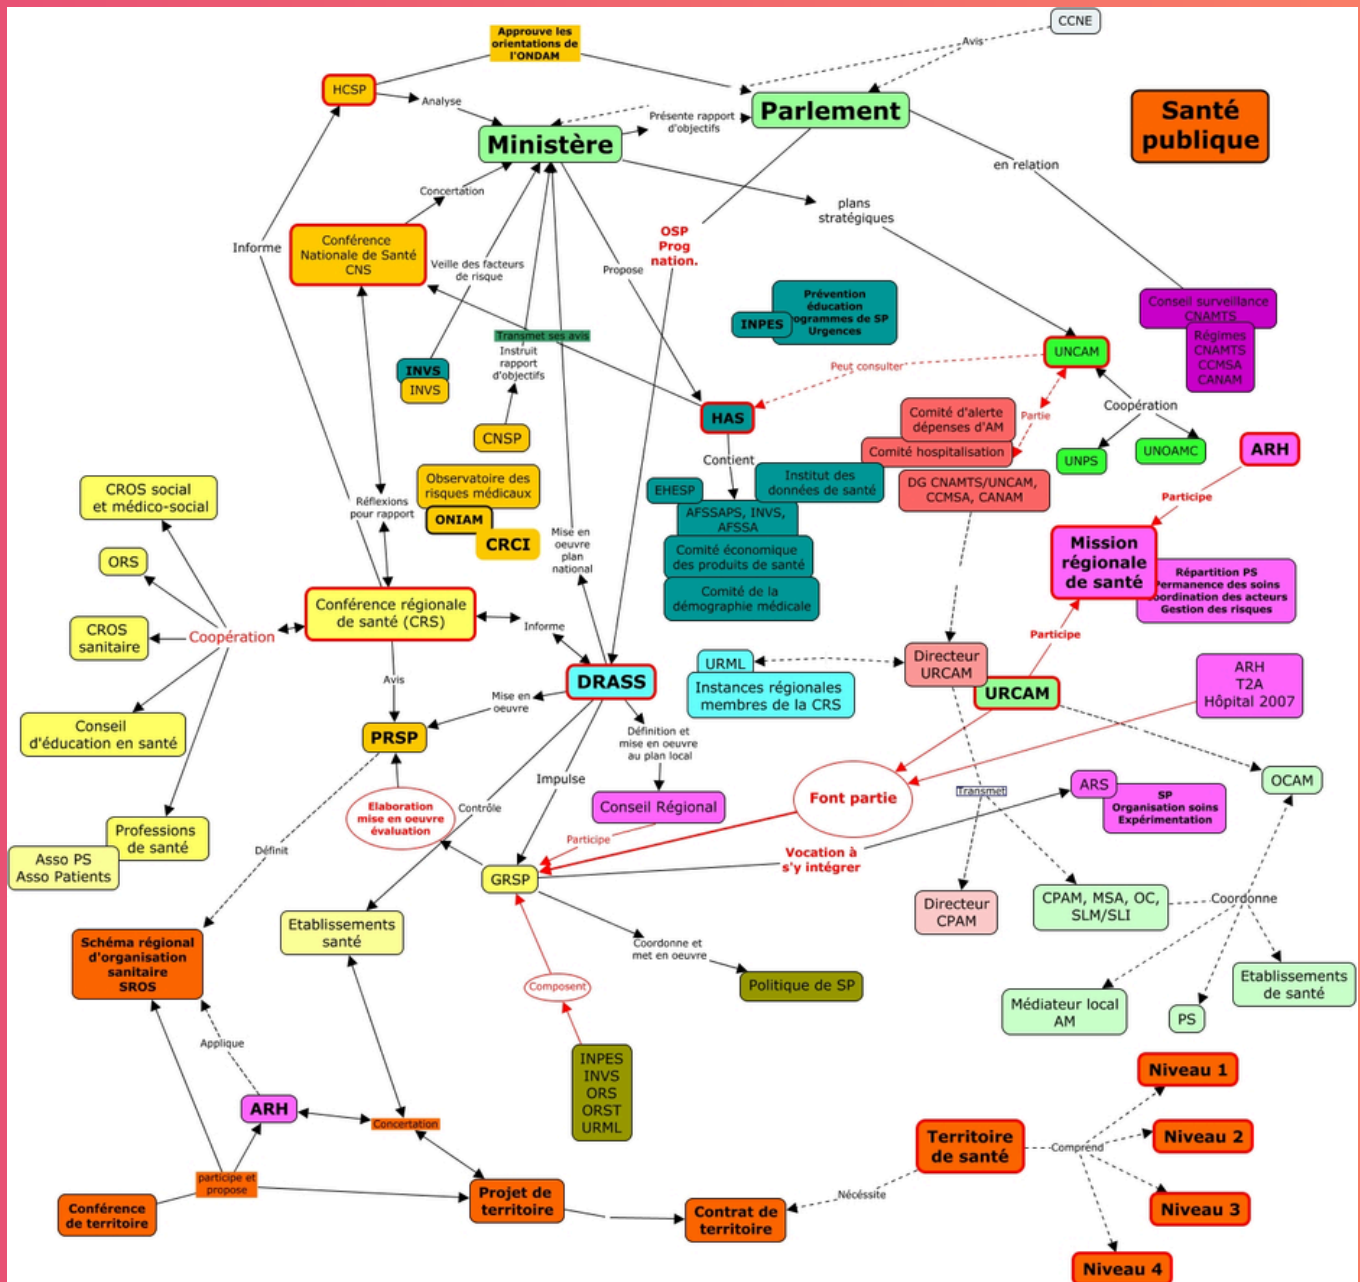 CCNE
Approuve les
orientations de
l'ONDAM
Avis
HCSP
Analyse
Parlement
Présente rapport
d'objectifs
Santé
publique
Ministère
en relation
Concertation
plans
stratégiques
Informe
Conférence
Nationale de Santé
CNS
OSP
Prog
nation.
Veille des facteurs
de risque
Propose
Prévention
éducation
programmes de SP
Urgences
INPES
Conseil surveillance
CNAMTS
Régimes
CNAMTS
CCMSA
CANAM
Transmet ses avis
Instruit
rapport
d'objectifs
UNCAM
Peut consulter
INVS
INVS
HAS
Coopération
Comité d'alerte
dépenses d'AM
Partie
CNSP
Comité hospitalisation
UNPS
UNOAMC
ARH
Contient
Observatoire des
risques médicaux
Institut des
données de santé
DG CNAMTS/UNCAM,
CCMSA, CANAM
EHESP
CROS social
et médico-social
Réflexions
pour rapport
ONIAM
CRCI
AFSSAPS, INVS,
AFSSA
Participe
Mise en
oeuvre
plan
national
Comité économique
des produits de santé
Mission
régionale
de santé
ORS
Répartition PS
Permanence des soins
Coordination des acteurs
Gestion des risques
Comité de la
démographie médicale
Conférence régionale
de santé (CRS)
CROS
sanitaire
Coopération
Informe
Participe
Directeur
URCAM
URML
Instances régionales
membres de la CRS
DRASS
Avis
URCAM
ARH
T2A
Hôpital 2007
Mise en
oeuvre
Conseil
d'éducation en santé
PRSP
Définition et
mise en oeuvre
au plan local
Impulse
Font partie
Transmet
ARS
SP
Organisation soins
Expérimentation
OCAM
Elaboration
mise en oeuvre
évaluation
Contrôle
Conseil Régional
Participe
Professions
de santé
Définit
Asso PS
Asso Patients
Vocation à
s'y intégrer
GRSP
Directeur
CPAM
CPAM, MSA, OC,
SLM/SLI
Coordonne
Etablissements
santé
Schéma régional
d'organisation
sanitaire
SROS
Coordonne et
met en oeuvre
Politique de SP
Composent
Etablissements
de santé
Médiateur local
AM
PS
Applique
INPES
INVS
ORS
ORST
URML
Niveau 1
ARH
Concertation
Territoire
de santé
Comprend
Niveau 2
participe et
propose
Projet de
territoire
Nécéssite
Niveau 3
Conférence
de territoire
Contrat de
territoire
Niveau 4